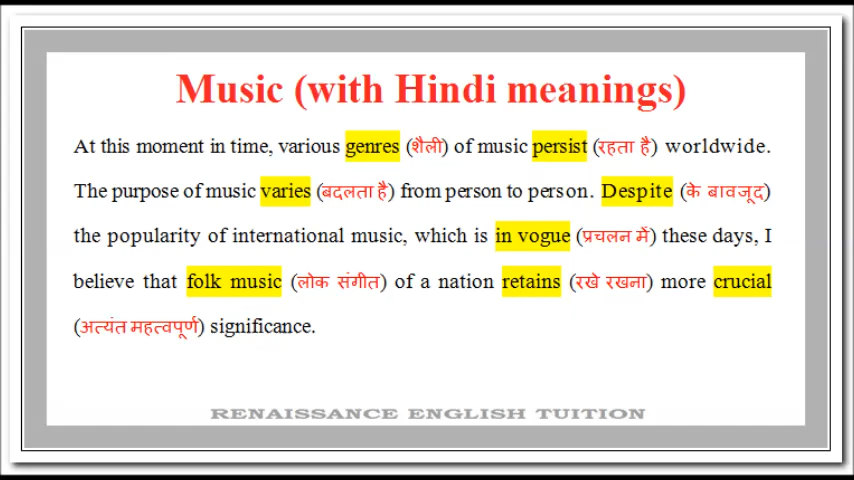 Music (with Hindi meanings)
At this moment in time, various genres (शैली) of music persist (रहता है) worldwide.
The purpose of music varies (बदलता है) from person to person. Despite (के बावजूद)
the popularity of international music, which is in vogue (प्रचलन में) these days, I
believe that folk music (लोक संगीत) of a nation retains (रखे रखना) more crucial
(अत्यंत महत्वपूर्ण) significance.
RENAISSANCE ENGLISH TUITION